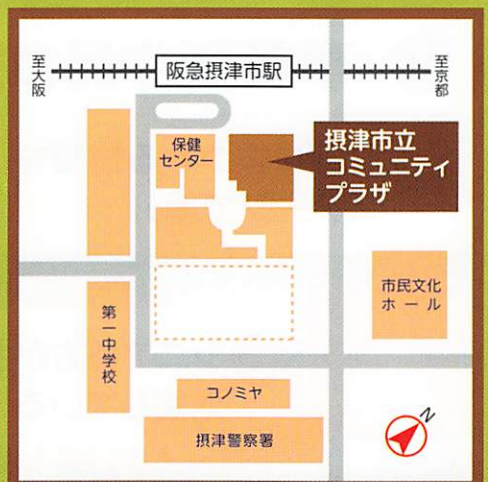 至大阪
阪急摂津市駅
至京都
保健
センター
摂津市立
コミュニティ
プラザ
市民文化
ホール
第一中学校
コノミヤ
摂津警察署
N